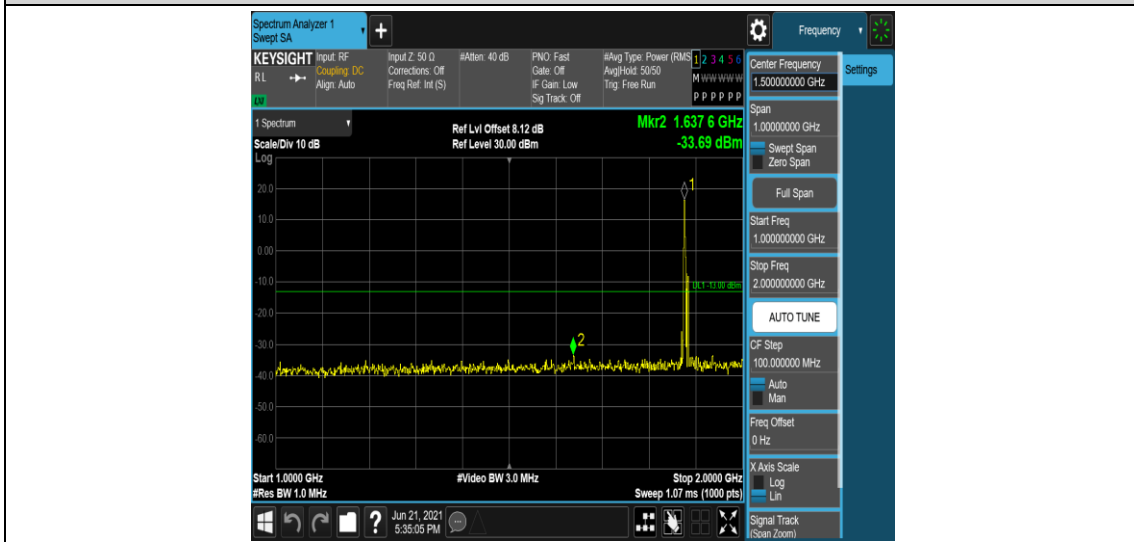 Spectrum Analyzer 1
Swept SA
+
Frequency
KEYSIGHT
RL
LXI
Input: RF
Coupling: DC
Align: Auto
Input Z: 50 Ω
Corrections: Off
Freq Ref: Int (S)
#Atten: 40 dB
PNO: Fast
Gate: Off
IF Gain: Low
Sig Track: Off
#Avg Type: Power (RMS
Avg|Hold: 50/50
Trig: Free Run
1 2 3 4 5 6
M W W W W W
P P P P P P
1 Spectrum
Scale/Div 10 dB
Log
Ref Lvl Offset 8.12 dB
Ref Level 30.00 dBm
Mkr2 1.637 6 GHz
-33.69 dBm
20.0
10.0
0.00
-10.0
-20.0
-30.0
-40.0
-50.0
-60.0
1
DL1 -13.00 dBm
2
Start 1.0000 GHz
#Res BW 1.0 MHz
#Video BW 3.0 MHz
Stop 2.0000 GHz
Sweep 1.07 ms (1000 pts)
?
Jun 21, 2021
5:35:05 PM
Center Frequency
1.500000000 GHz
Span
1.00000000 GHz
Swept Span
Zero Span
Full Span
Start Freq
1.000000000 GHz
Stop Freq
2.000000000 GHz
AUTO TUNE
CF Step
100.000000 MHz
Auto
Man
Freq Offset
0 Hz
X Axis Scale
Log
Lin
Signal Track
(Span Zoom)
Settings